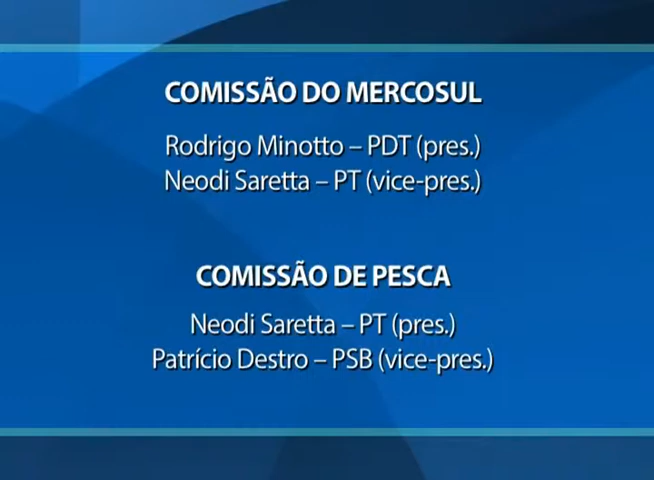 COMISSÃO DO MERCOSUL
Rodrigo Minotto – PDT (pres.)
Neodi Saretta – PT (vice-pres.)
COMISSÃO DE PESCA
Neodi Saretta – PT (pres.)
Patrício Destro – PSB (vice-pres.)